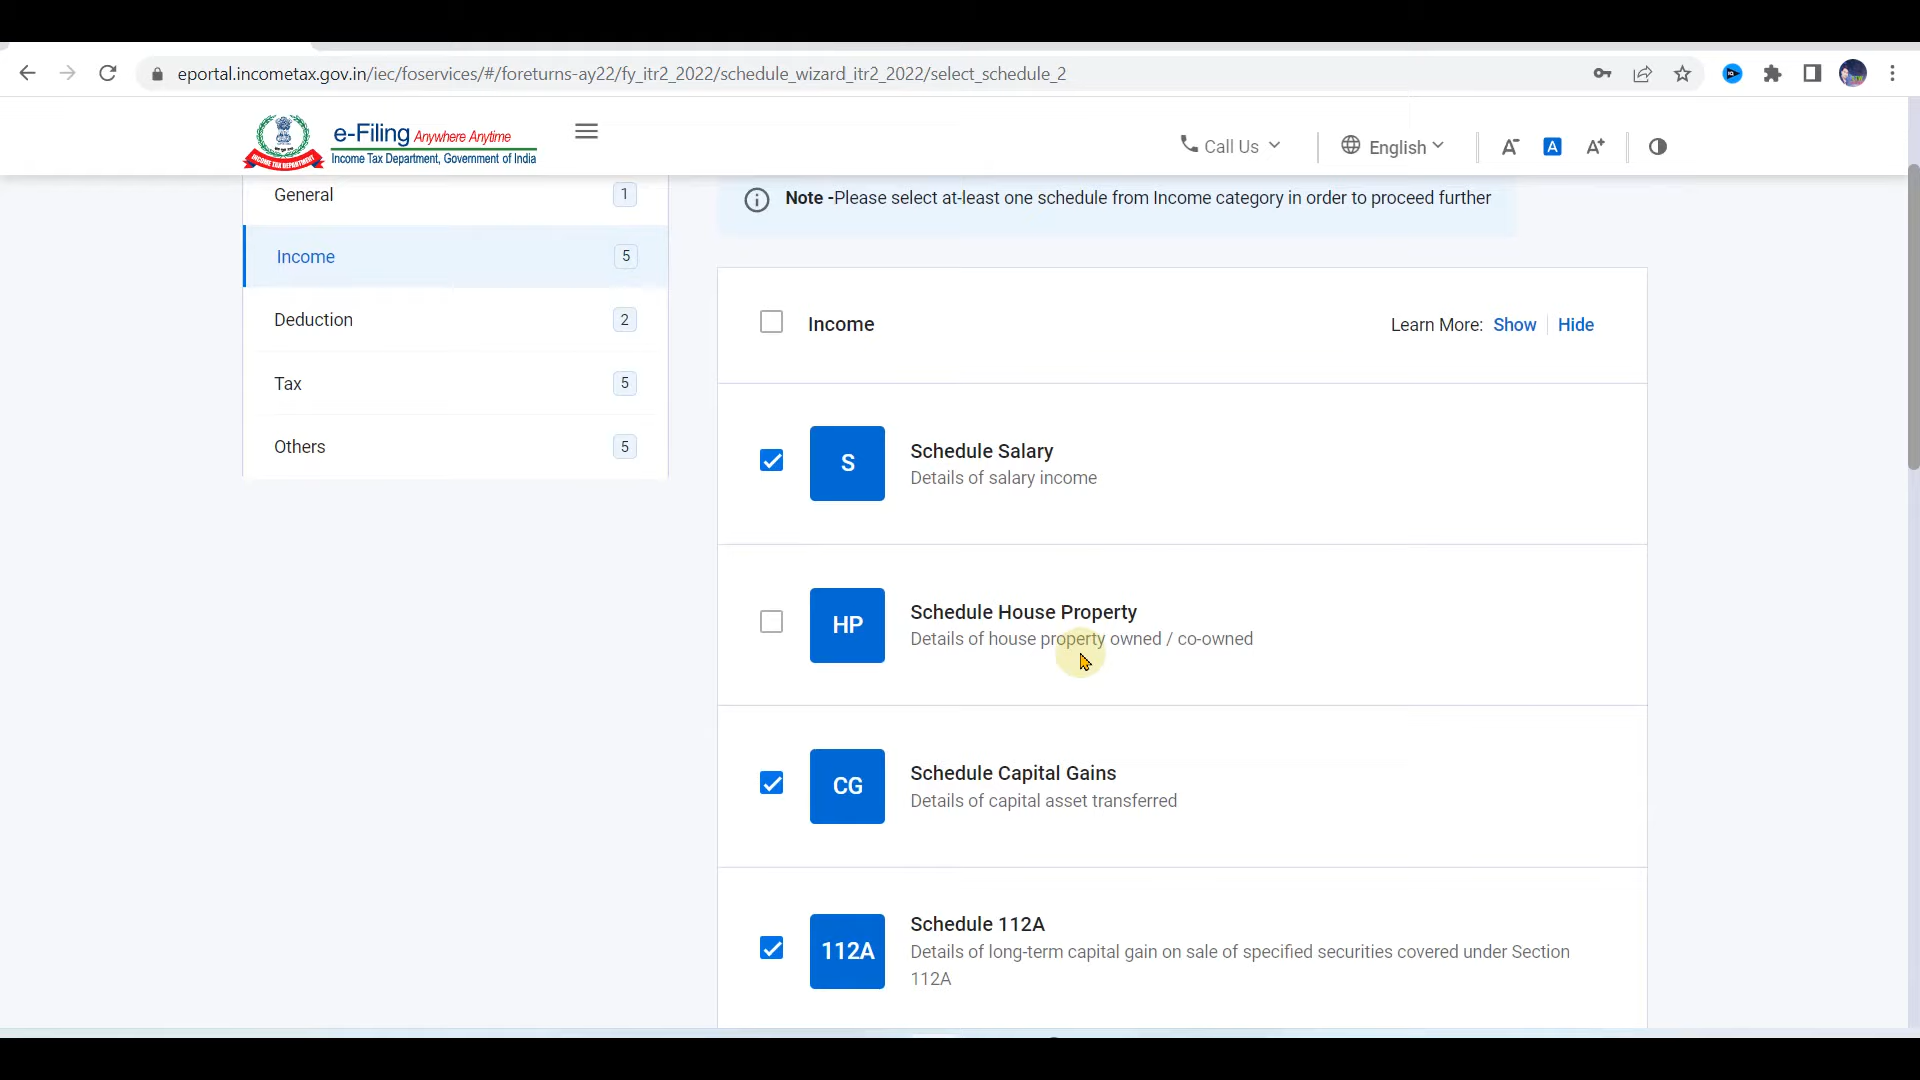 eportal.incometax.gov.in/iec/foservices/#/foreturns-ay22/fy_itr2_2022/schedule_wizard_itr2_2022/select_schedule_2
e-Filing Anywhere Anytime
Income Tax Department, Government of India
INCOME TAX DEPARTMENT
Call Us
English
A-
A
A+
General 1
Income 5
Deduction 2
Tax 5
Others 5
Note -Please select at-least one schedule from Income category in order to proceed further
Income
Learn More: Show Hide
S
Schedule Salary
Details of salary income
HP
Schedule House Property
Details of house property owned / co-owned
CG
Schedule Capital Gains
Details of capital asset transferred
112A
Schedule 112A
Details of long-term capital gain on sale of specified securities covered under Section
112A